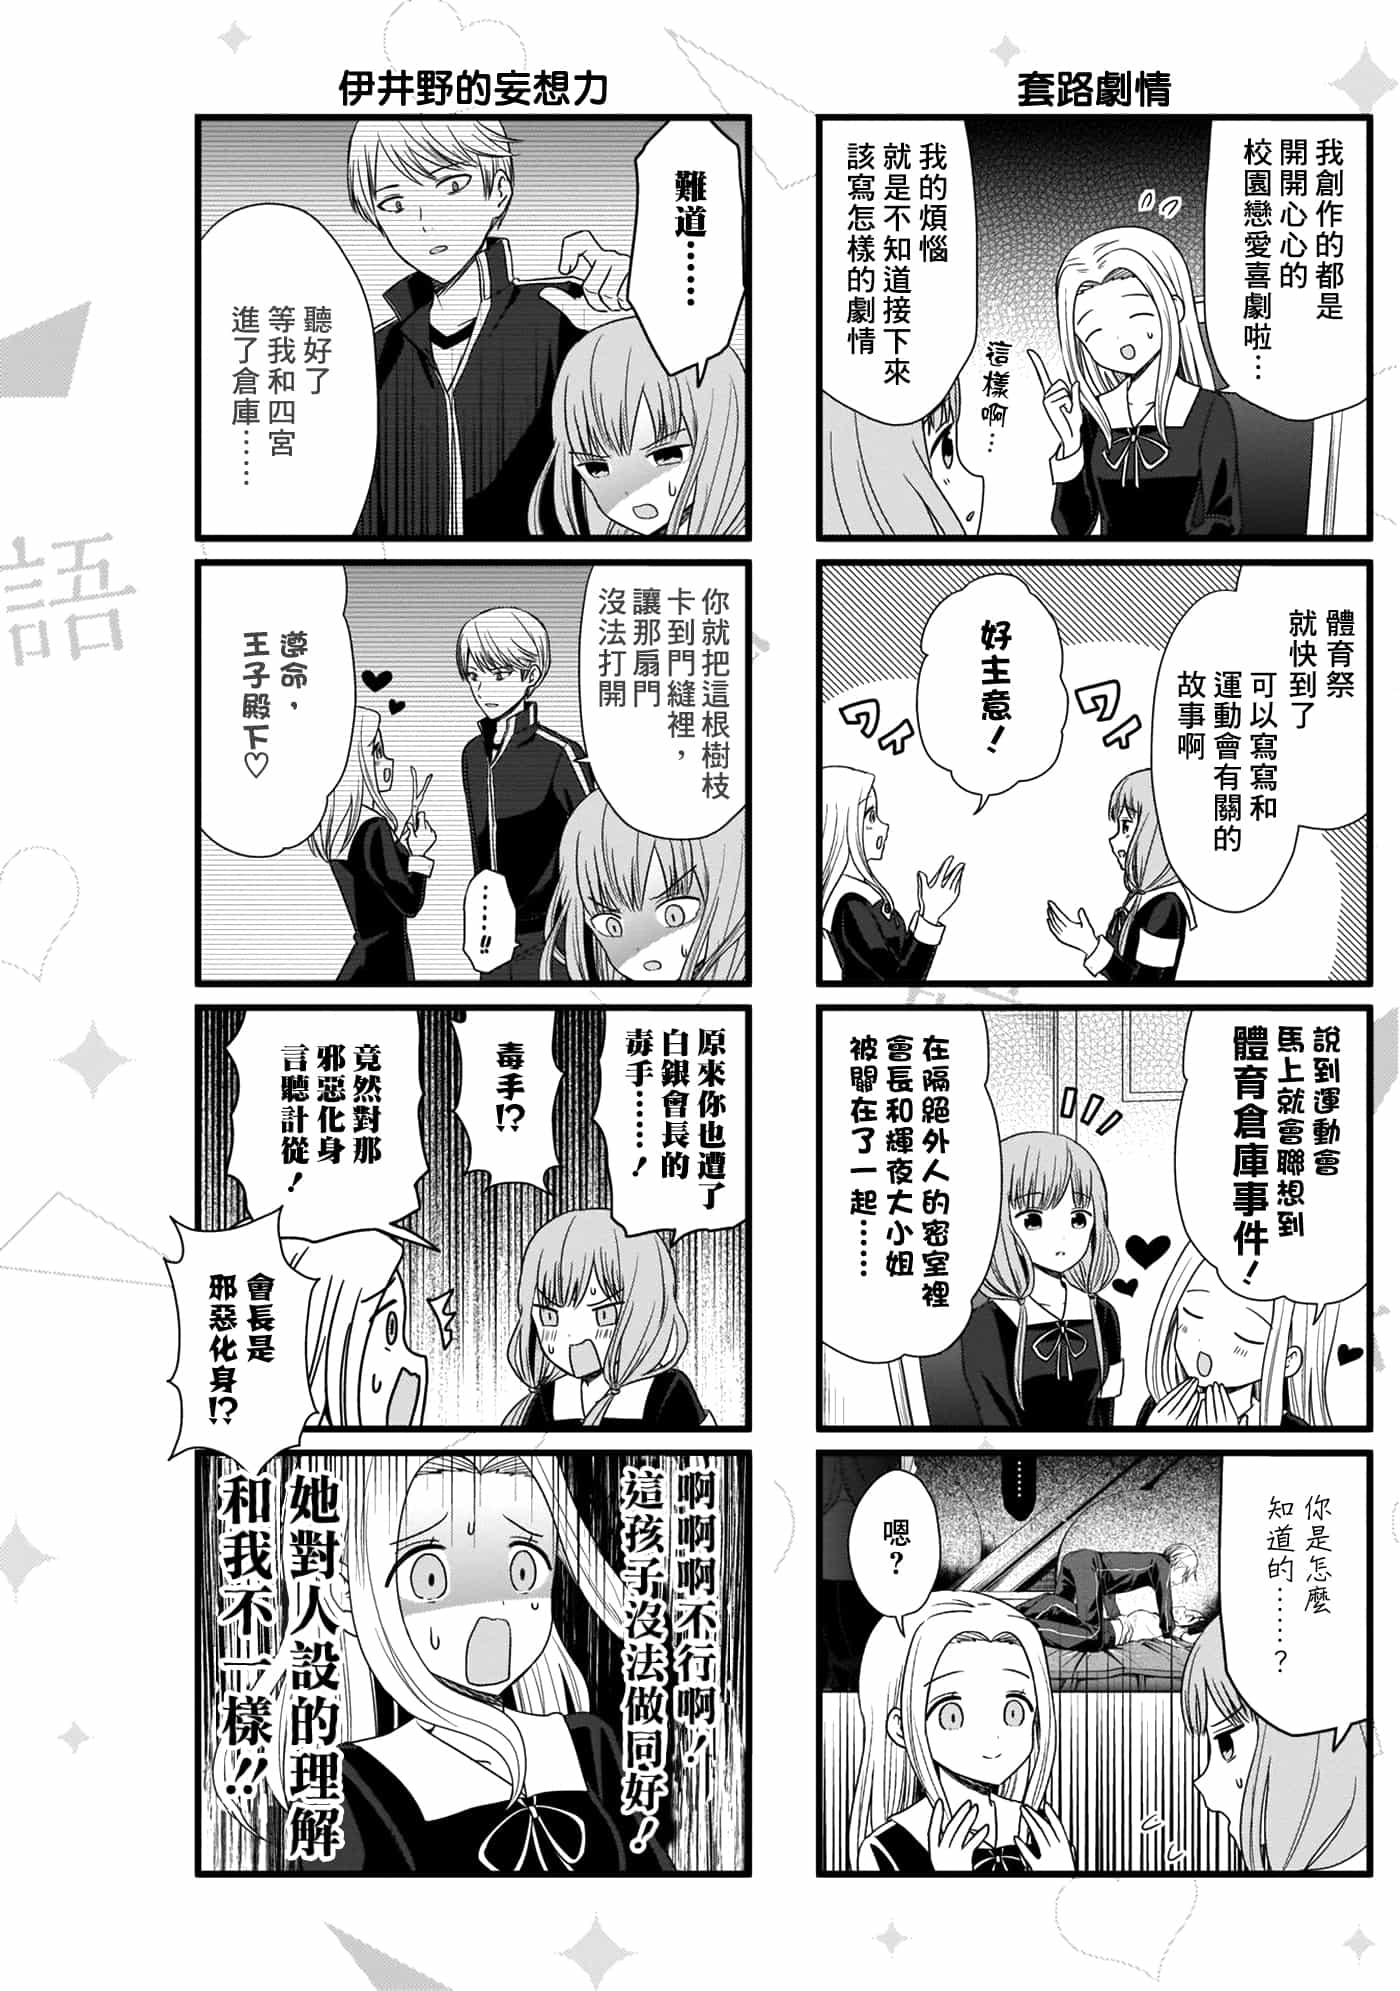 套路劇情
我創作的都是
開開心心的
校園戀愛喜劇啦…
我的煩惱
就是不知道接下來
該寫怎樣的劇情
這樣啊…
體育祭
就快到了
可以寫寫和
運動會有關的
故事啊
好主意！
ワイ
ワイ
說到運動會
馬上就會聯想到
體育倉庫事件！
在隔絕外人的密室裡
會長和輝夜大小姐
被關在了一起……
你是怎麼
知道的……？
……
嗯？
伊井野的妄想力
難道……
聽好了
等我和四宮
進了倉庫……
你就把這根樹枝
卡到門縫裡，
讓那扇門
沒法打開
遵命，
王子殿下♡
……!!
原來你也遭了
白銀會長的
毒手……！
毒手!?
竟然對那
邪惡化身
言聽計從！
會長是
邪惡化身!?
啊啊啊不行啊！
這孩子沒法做同好！
她對人設的理解
和我不一樣!!
語